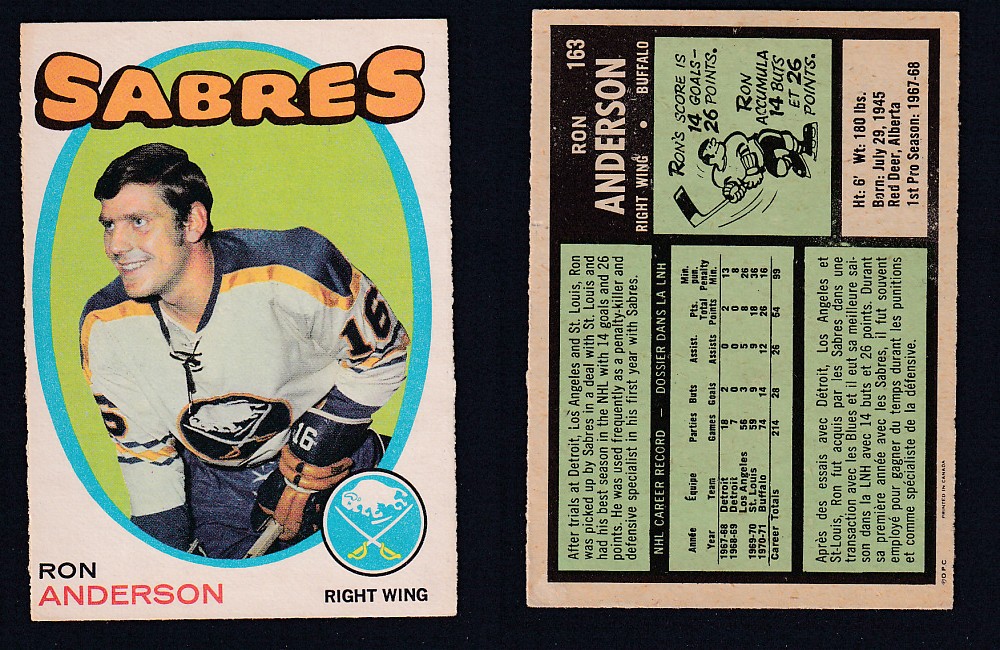 SABRES
16
16
RON
ANDERSON
RIGHT WING
RON 163
ANDERSON
RIGHT WING • BUFFALO
RON'S SCORE IS
14 GOALS-
26 POINTS.
RON
ACCUMULA
14 BUTS
ET 26
POINTS.
Ht: 6' Wt: 180 lbs.
Born: July 29, 1945
Red Deer, Alberta
1st Pro Season: 1967-68
After trials at Detroit, Los Angeles and St. Louis, Ron
was picked up by Sabres in a deal with St. Louis and
had his best season in the NHL with 14 goals and 26
points. He was used frequently as a penalty-killer and
defensive specialist in his first year with Sabres.
NHL CAREER RECORD — DOSSIER DANS LA LNH
Année Équipe Parties Buts Assist. Pts. Min. pun.
Year Team Games Goals Assists Total Points Penalty Min.
1967-68 Detroit 18 2 0 2 13
1968-69 Detroit 7 0 0 0 8
Los Angeles 56 3 5 8 26
1969-70 St. Louis 59 9 9 18 36
1970-71 Buffalo 74 14 12 26 16
Career Totals 214 28 26 54 99
Après des essais avec Détroit, Los Angeles et
St-Louis, Ron fut acquis par les Sabres dans une
transaction avec les Blues et il eut sa meilleure sai-
son dans la LNH avec 14 buts et 26 points. Durant
sa première année avec les Sabres, il fut souvent
employé pour gagner du temps durant les punitions
et comme spécialiste de la défensive.
©OPC PRINTED IN CANADA